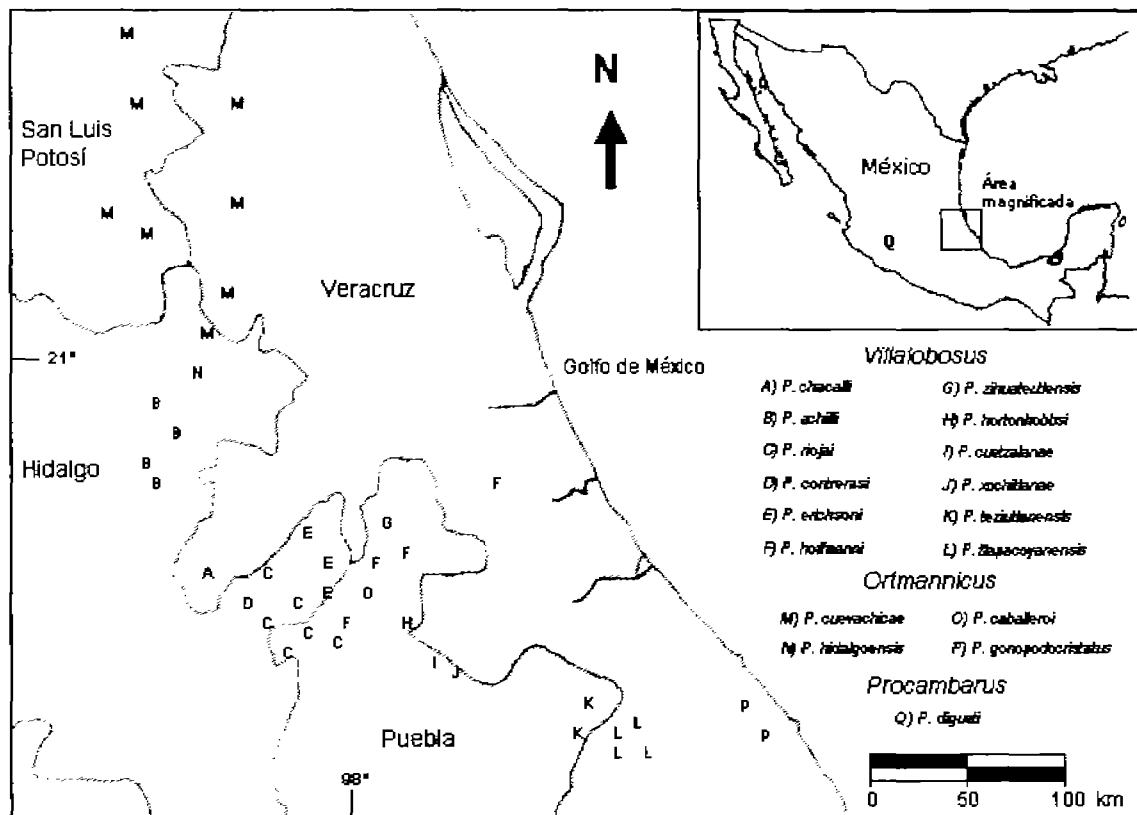 M
N
M
M
San Luis
Potosí
México
Área
magnificada
M
M
M
Q
M
Veracruz
M
21°
Golfo de México
N
B
B
Hidalgo
B
B
F
G
E
A
C
E
F
F
D
C
E
O
C
C
F
H
C
C
I
J
K
P
Puebla
K
L
L
P
L
L
98°
Villalobosus
A) P. chacalli
G) P. zihuateutlensis
B) P. achilli
H) P. hortonhobbsi
C) P. riojai
I) P. cuetzalanae
D) P. contrerasi
J) P. xochitlanae
E) P. erichsoni
K) P. teziutlanensis
F) P. hoffmanni
L) P. tlapacoyanensis
Ortmannicus
M) P. cuevachicae
O) P. caballeroi
N) P. hidalgoensis
P) P. gonopodocristatus
Procambarus
Q) P. digueti
0 50 100 km